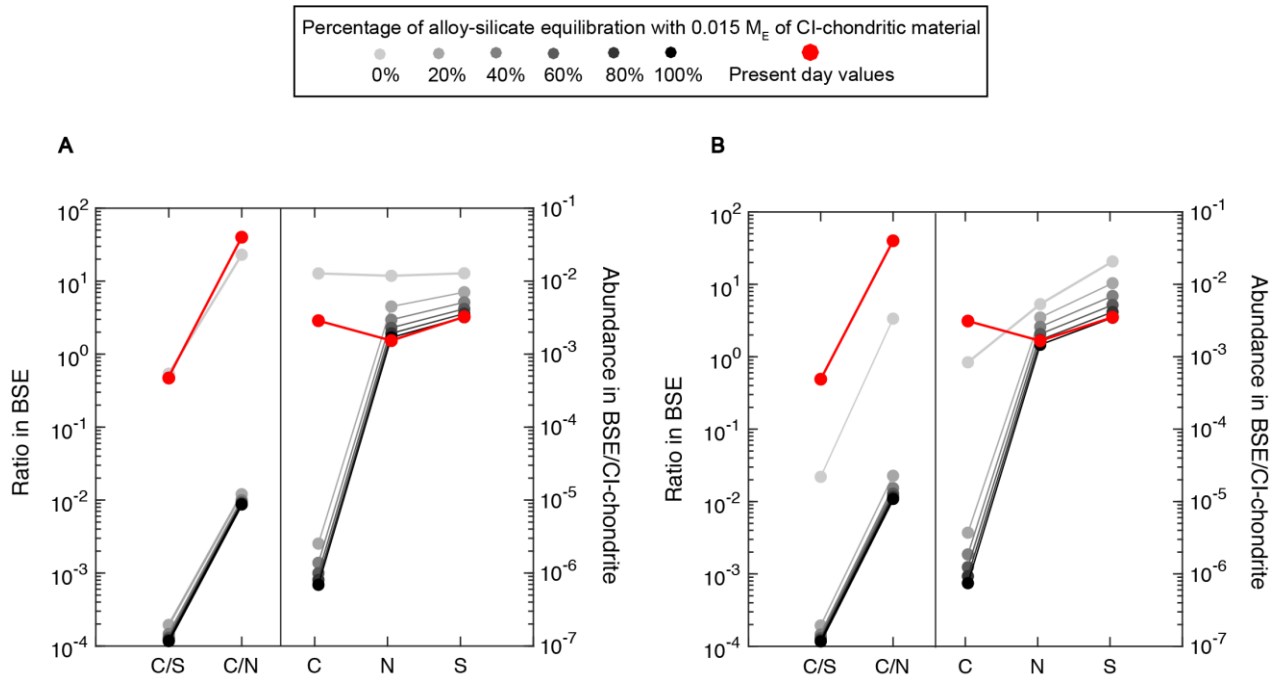 Percentage of alloy-silicate equilibration with 0.015 M_E of CI-chondritic material
0% 20% 40% 60% 80% 100% Present day values
A
10^2
10^1
10^0
10^-1
10^-2
10^-3
10^-4
Ratio in BSE
C/S C/N C N S
10^-1
10^-2
10^-3
10^-4
10^-5
10^-6
10^-7
Abundance in BSE/CI-chondrite
B
10^2
10^1
10^0
10^-1
10^-2
10^-3
10^-4
Ratio in BSE
C/S C/N C N S
10^-1
10^-2
10^-3
10^-4
10^-5
10^-6
10^-7
Abundance in BSE/CI-chondrite